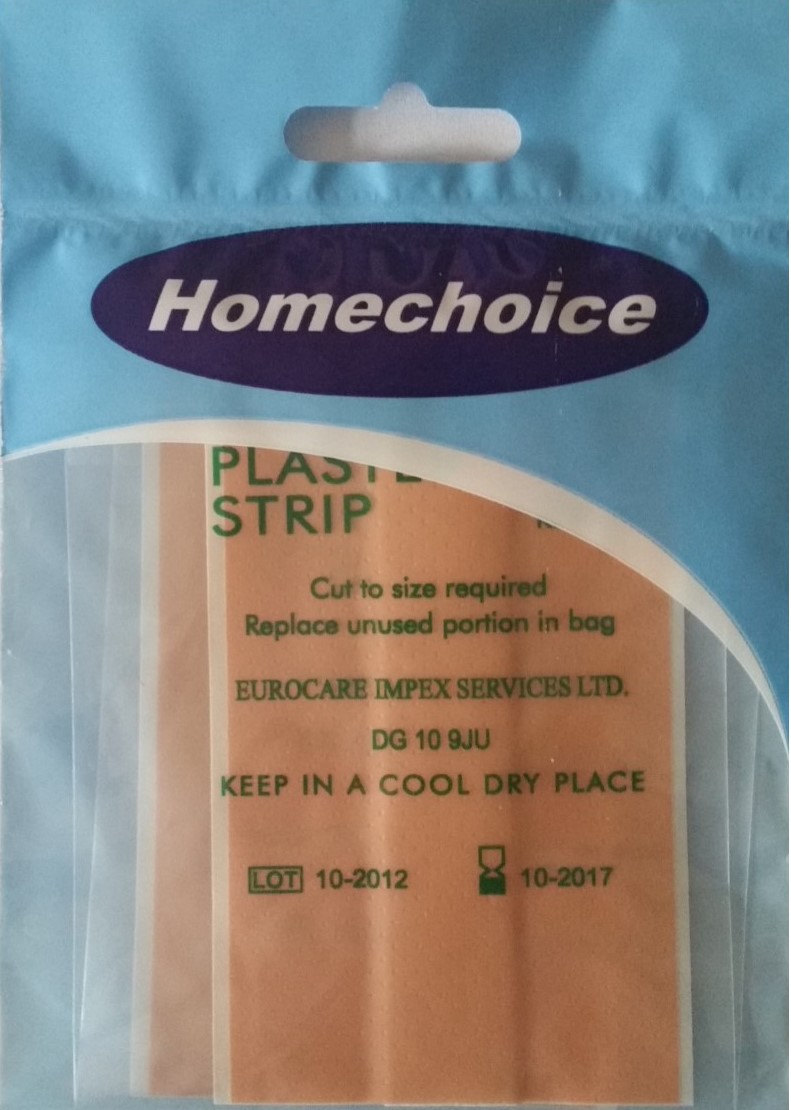 Homechoice
STRIP
Cut to size required
Replace unused portion in bag
EUROCARE IMPEX SERVICES LTD.
DG 10 9JU
KEEP IN A COOL DRY PLACE
LOT 10-2012
10-2017